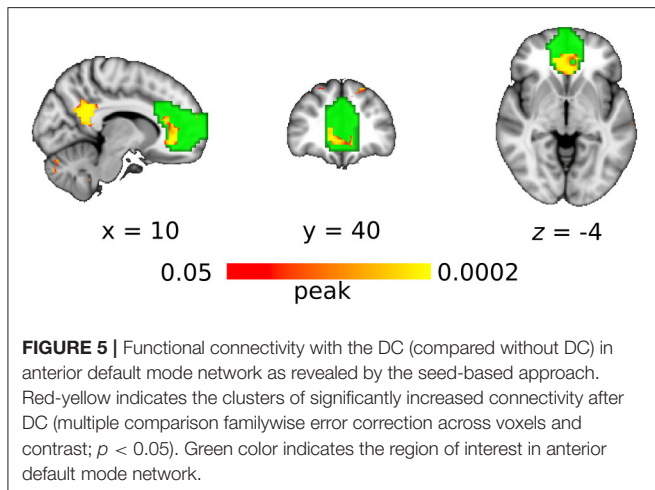 x = 10 y = 40 z = -4
0.05 0.0002
peak
FIGURE 5 | Functional connectivity with the DC (compared without DC) in
anterior default mode network as revealed by the seed-based approach.
Red-yellow indicates the clusters of significantly increased connectivity after
DC (multiple comparison familywise error correction across voxels and
contrast; p < 0.05). Green color indicates the region of interest in anterior
default mode network.